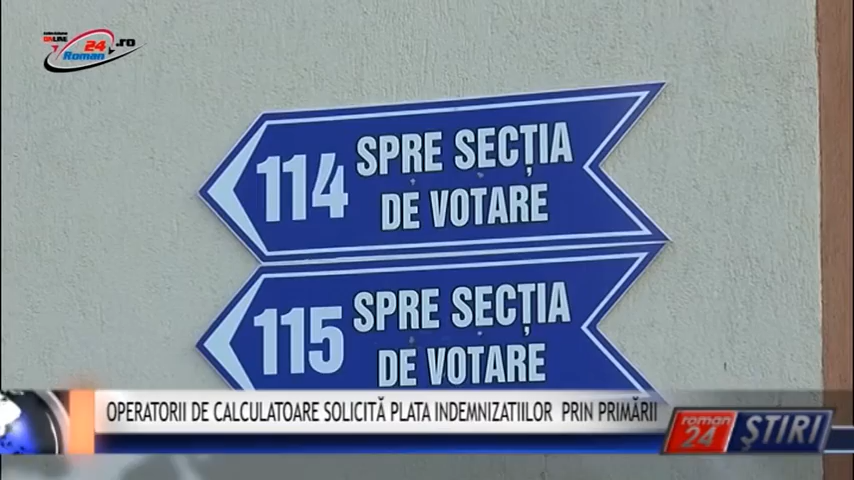 ONLINE
Roman 24 .ro
114 SPRE SECȚIA
DE VOTARE
115 SPRE SECȚIA
DE VOTARE
OPERATORII DE CALCULATOARE SOLICITĂ PLATA INDEMNIZATIILOR PRIN PRIMĂRII
roman
24
ȘTIRI